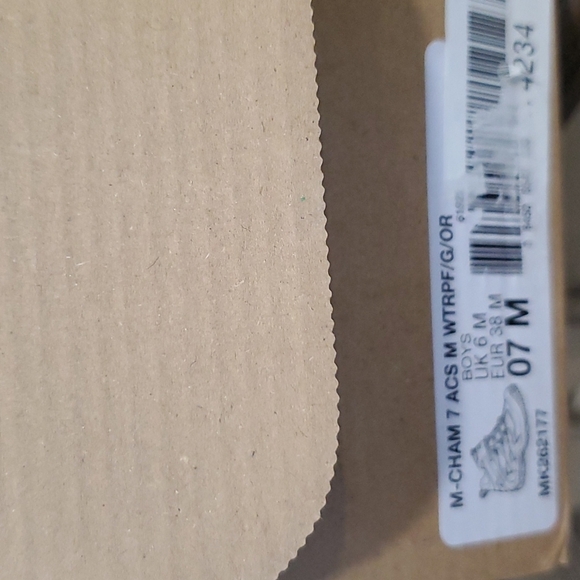 M-CHAM 7 ACS M WTRPF/G/OR
BOYS
UK 6 M
EUR 38 M
07 M
MK262177
4234